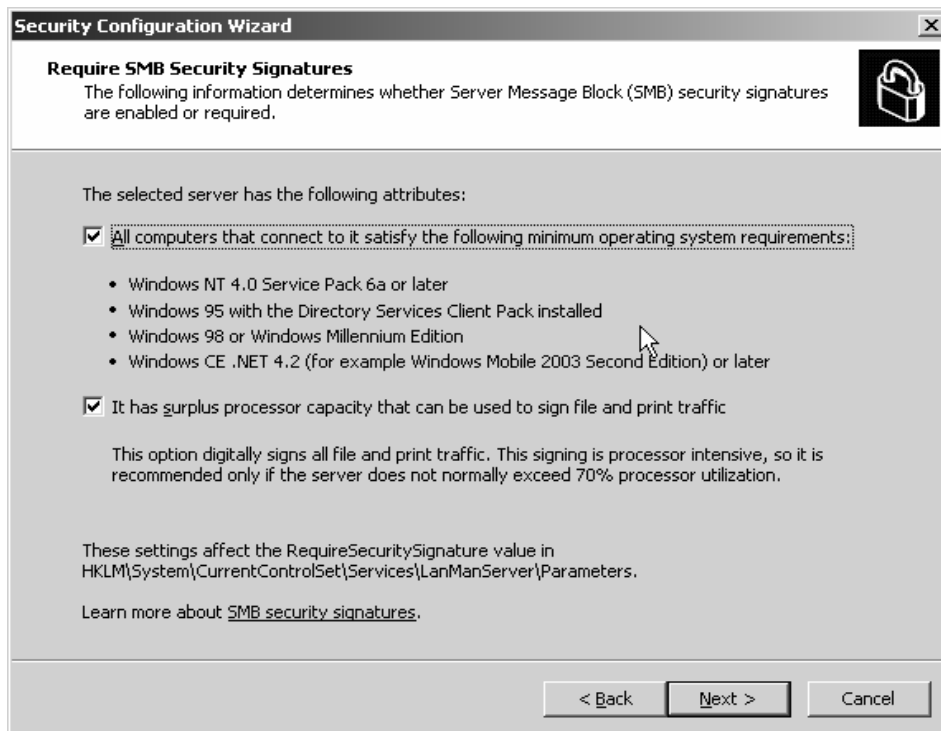 Security Configuration Wizard
Require SMB Security Signatures
The following information determines whether Server Message Block (SMB) security signatures
are enabled or required.
The selected server has the following attributes:
All computers that connect to it satisfy the following minimum operating system requirements:
• Windows NT 4.0 Service Pack 6a or later
• Windows 95 with the Directory Services Client Pack installed
• Windows 98 or Windows Millennium Edition
• Windows CE .NET 4.2 (for example Windows Mobile 2003 Second Edition) or later
It has surplus processor capacity that can be used to sign file and print traffic
This option digitally signs all file and print traffic. This signing is processor intensive, so it is
recommended only if the server does not normally exceed 70% processor utilization.
These settings affect the RequireSecuritySignature value in
HKLM\System\CurrentControlSet\Services\LanManServer\Parameters.
Learn more about SMB security signatures.
< Back
Next >
Cancel